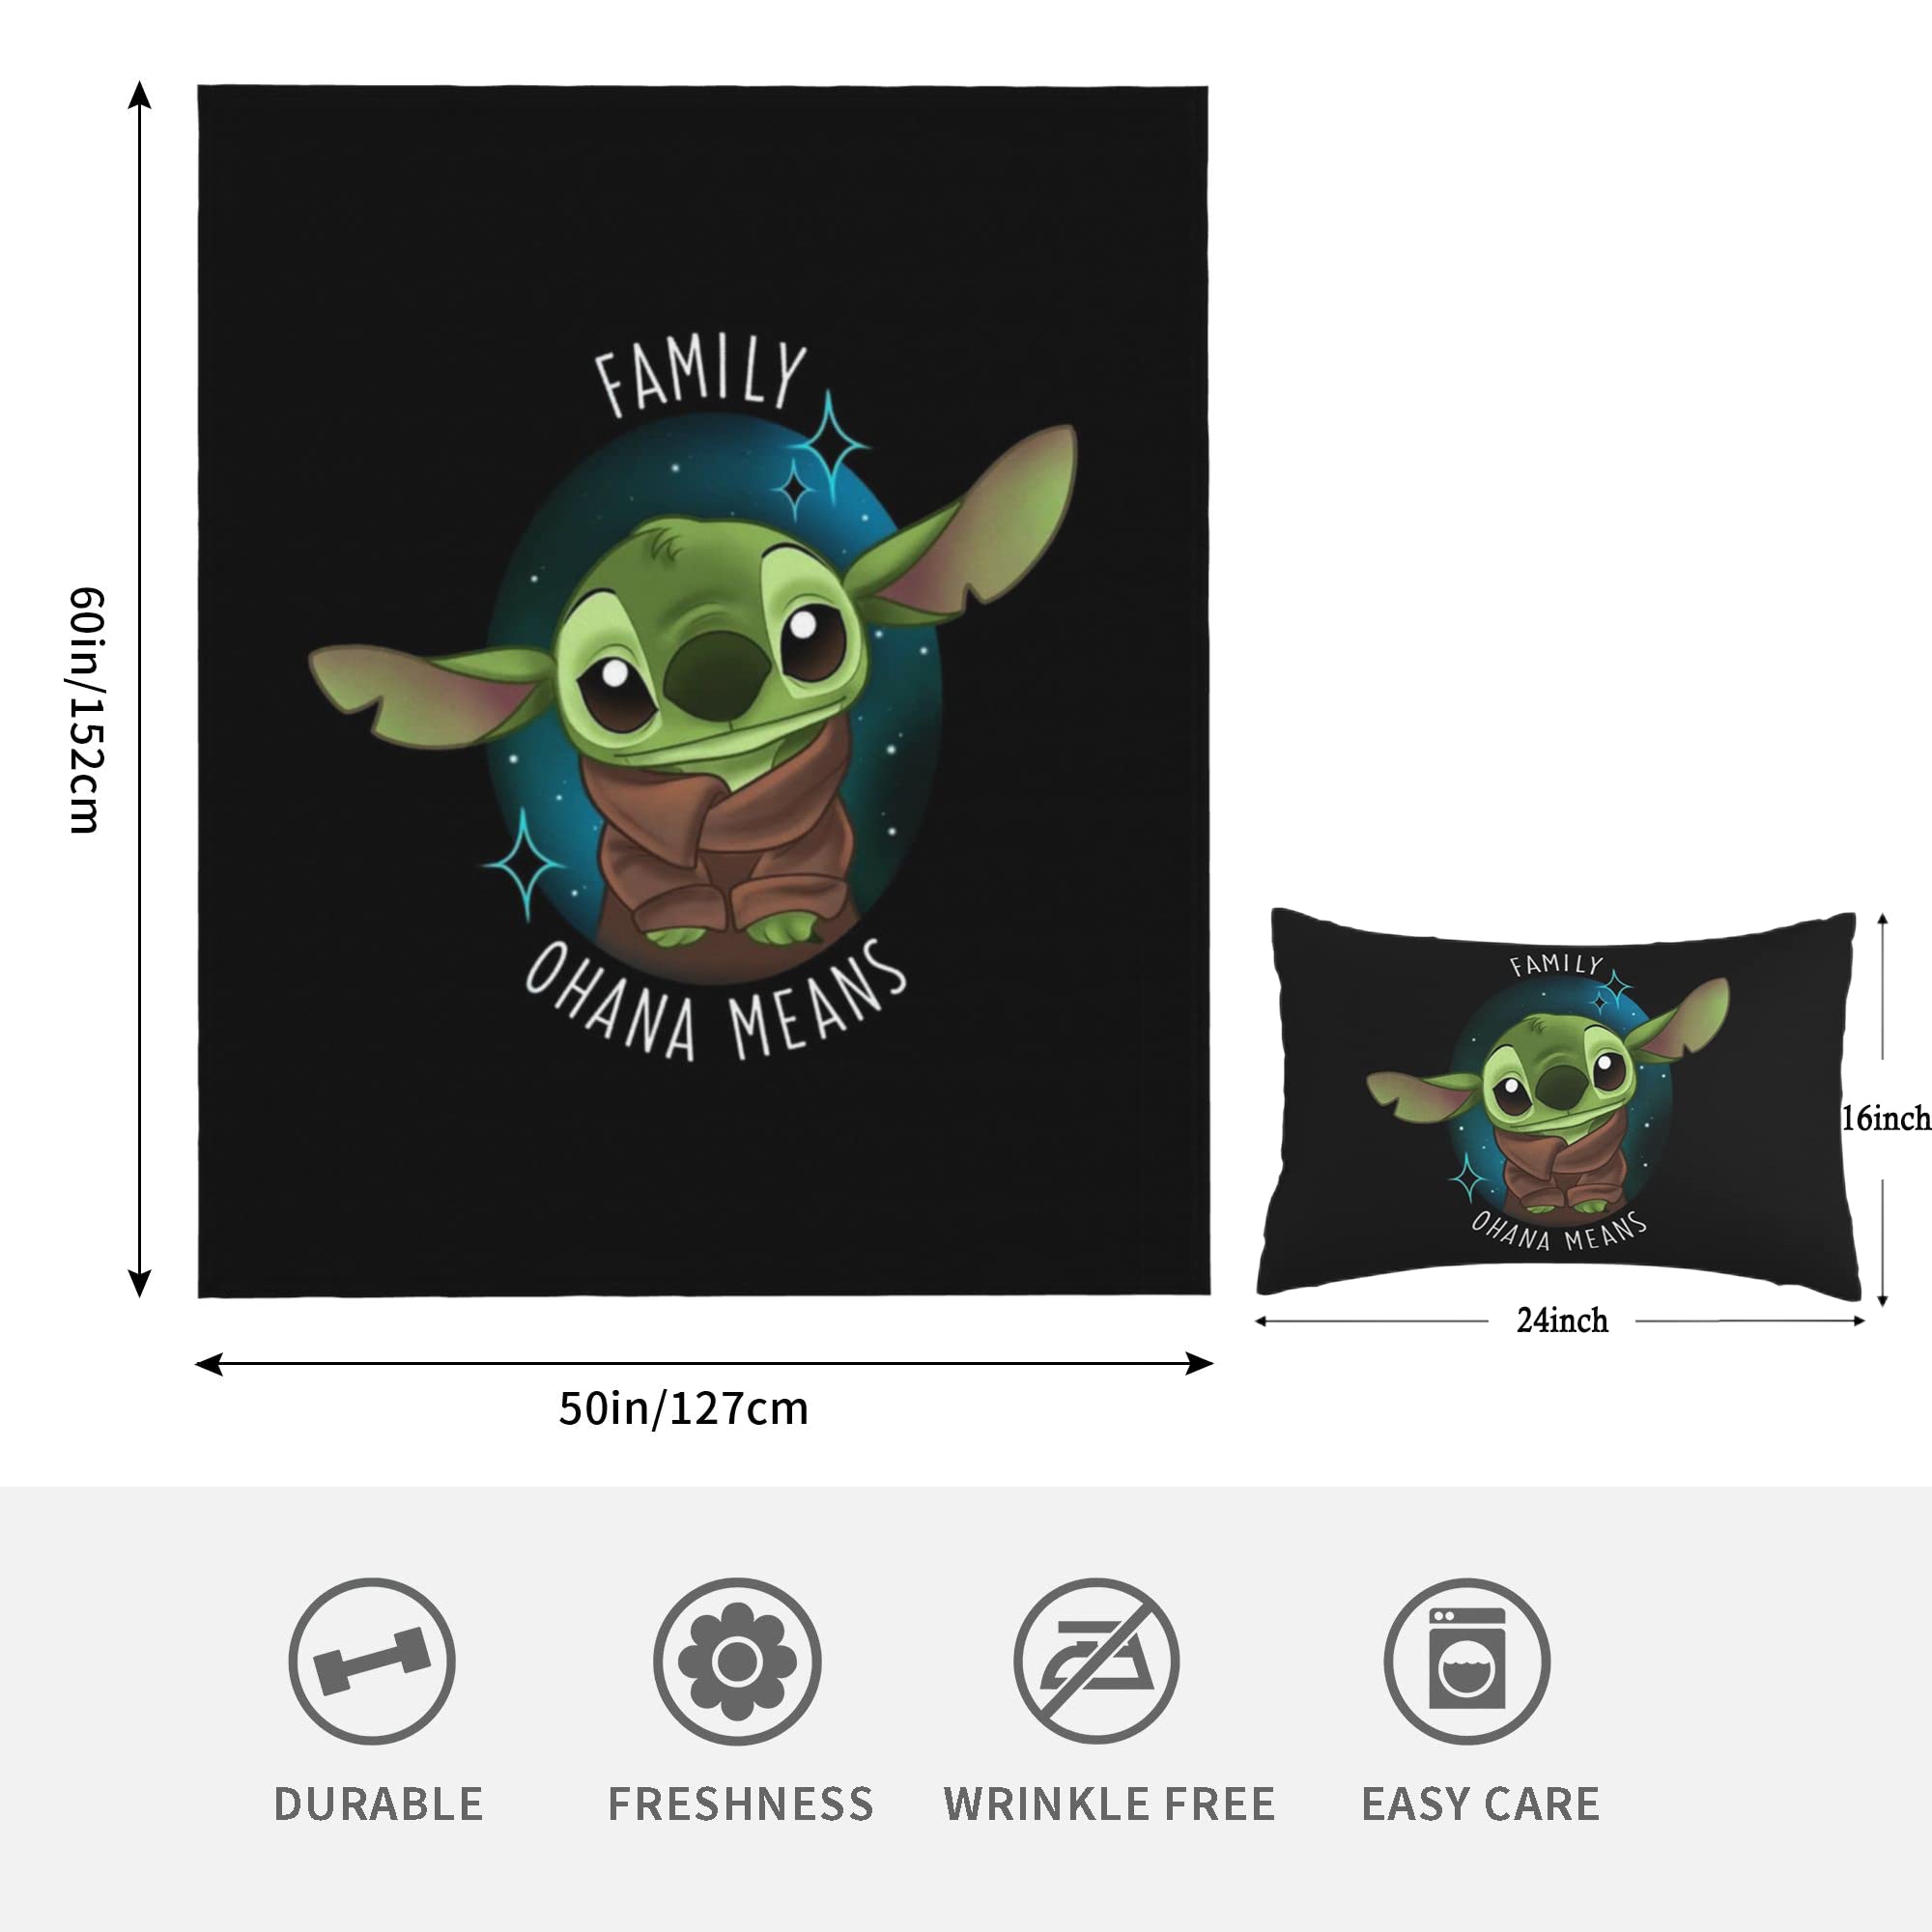 FAMILY
OHANA MEANS
60in/152cm
50in/127cm
FAMILY
OHANA MEANS
16inch
24inch
DURABLE
FRESHNESS
WRINKLE FREE
EASY CARE